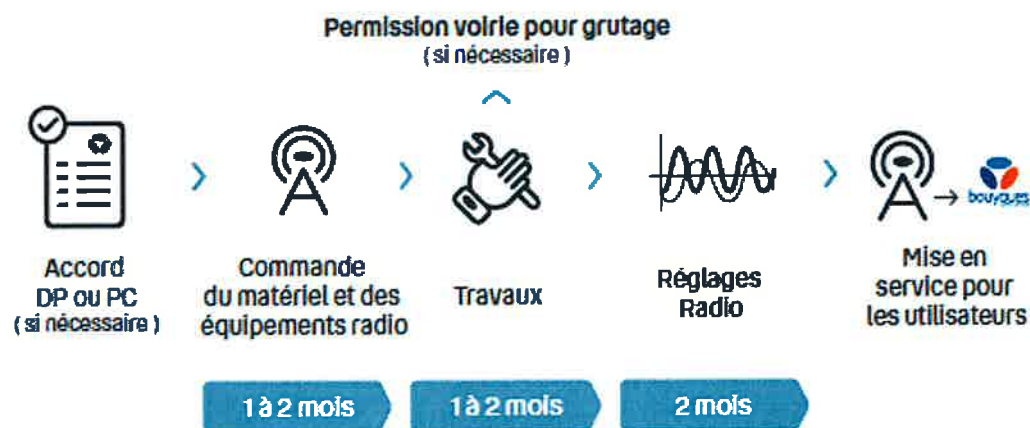 Permission voirie pour grutage
( si nécessaire )
Accord
DP ou PC
( si nécessaire )
Commande
du matériel et des
équipements radio
Travaux
Réglages
Radio
bouygues
Mise en
service pour
les utilisateurs
1 à 2 mois
1 à 2 mois
2 mois